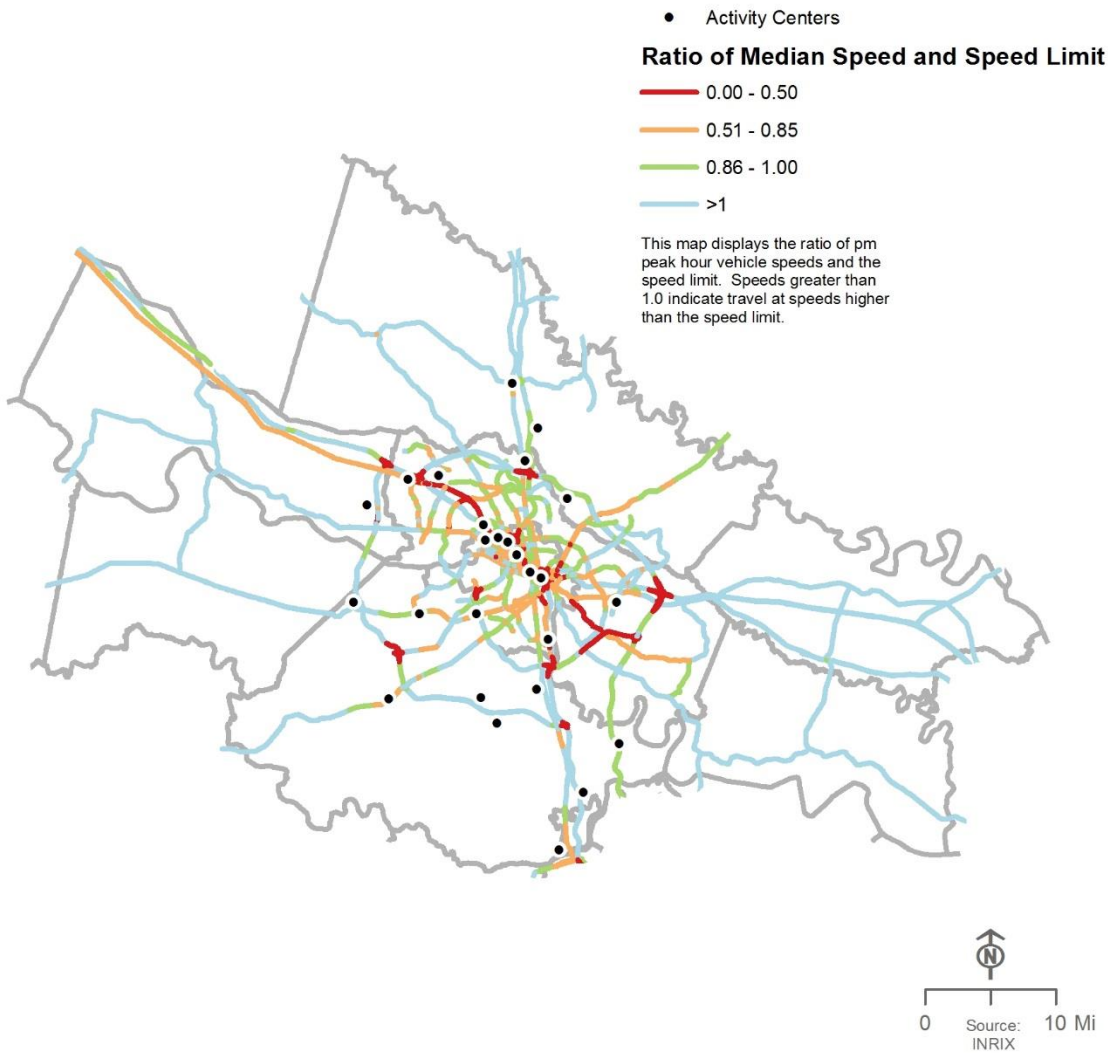 Activity Centers
Ratio of Median Speed and Speed Limit
0.00 - 0.50
0.51 - 0.85
0.86 - 1.00
>1
This map displays the ratio of pm
peak hour vehicle speeds and the
speed limit.  Speeds greater than
1.0 indicate travel at speeds higher
than the speed limit.
N
0 10 Mi
Source:
INRIX